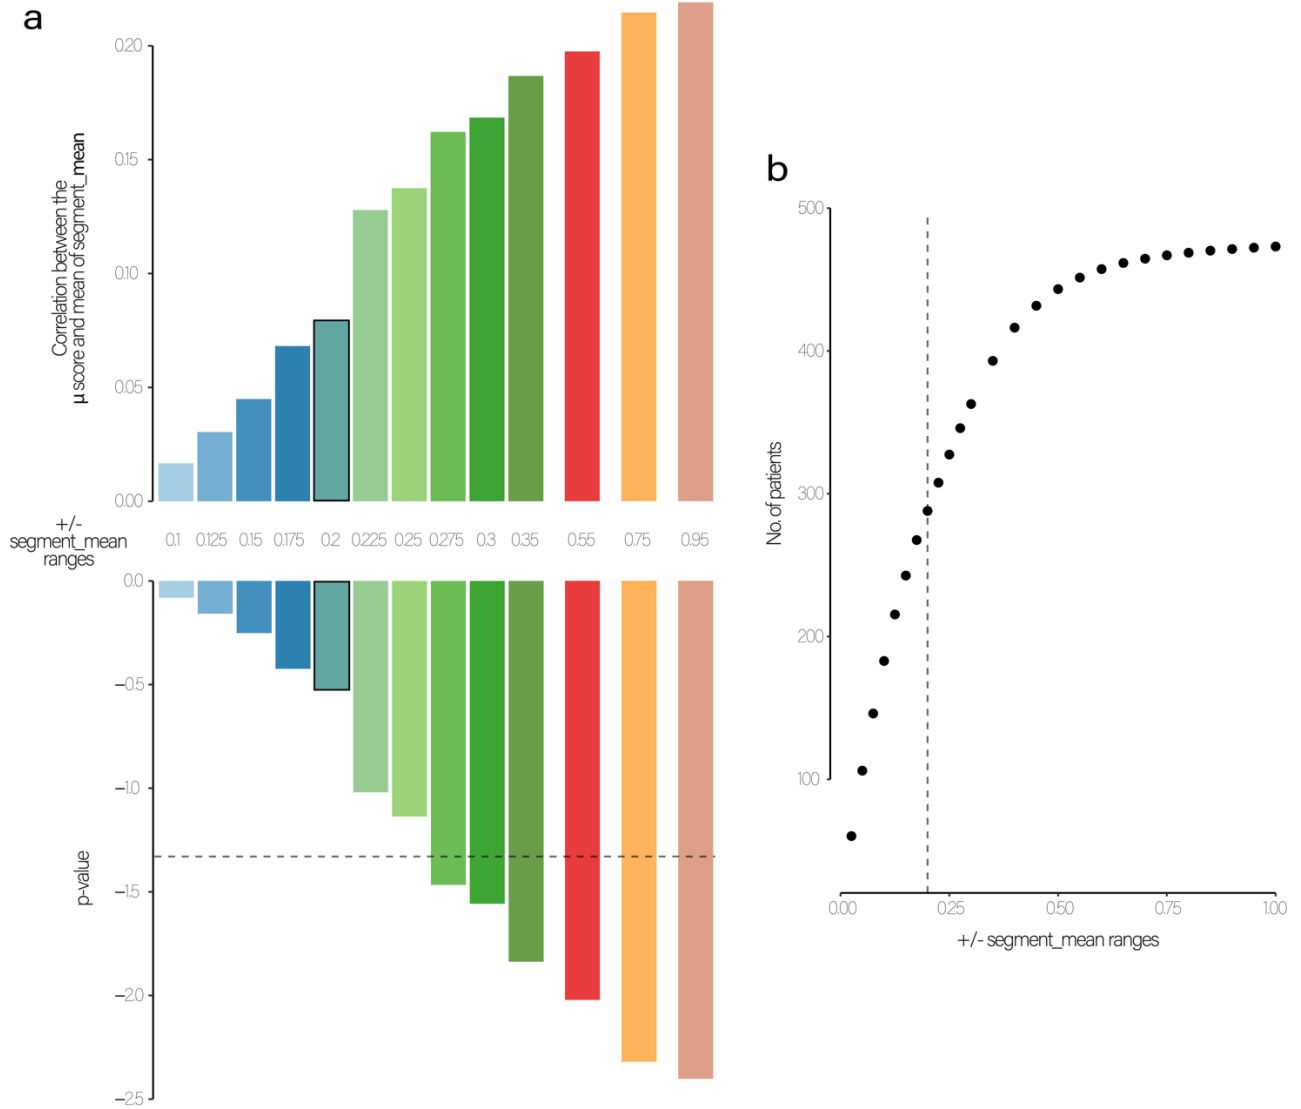 a
0.20
0.15
0.10
0.05
0.00
Correlation between the
µ score and mean of segment_mean
+/-
segment_mean
ranges
0.1 0.125 0.15 0.175 0.2 0.225 0.25 0.275 0.3 0.35 0.55 0.75 0.95
0.0
−0.5
−1.0
−1.5
−2.0
−2.5
p-value
b
500
400
300
200
100
No. of patients
0.00 0.25 0.50 0.75 1.00
+/- segment_mean ranges